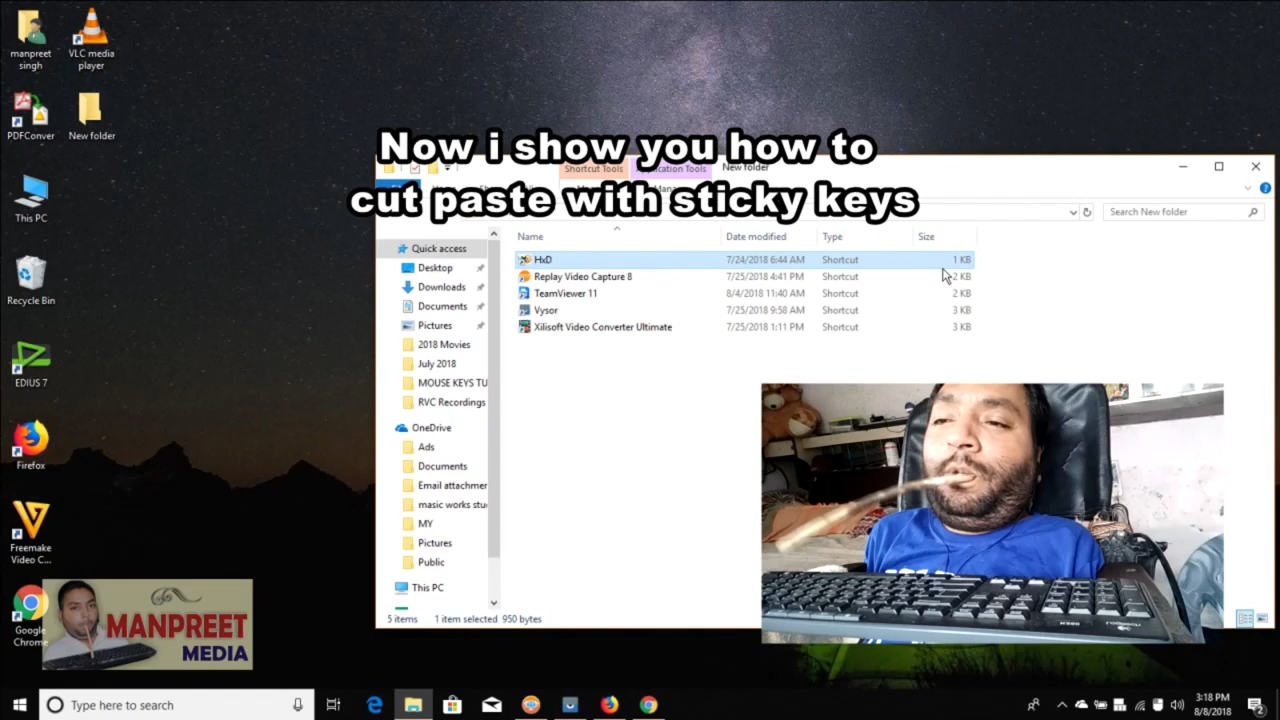 manpreet singh
VLC media player
PDFConver
New folder
This PC
Recycle Bin
EDIUS 7
Firefox
Freemake Video C...
Google Chrome
Now i show you how to
cut paste with sticky keys
Shortcut Tools
Application Tools
New folder
Search New folder
Name
Date modified
Type
Size
HxD 7/24/2018 6:44 AM Shortcut 1 KB
Replay Video Capture 8 7/25/2018 4:41 PM Shortcut 2 KB
TeamViewer 11 8/4/2018 11:40 AM Shortcut 2 KB
Vysor 7/25/2018 9:58 AM Shortcut 3 KB
Xilisoft Video Converter Ultimate 7/25/2018 1:11 PM Shortcut 3 KB
Quick access
Desktop
Downloads
Documents
Pictures
2018 Movies
July 2018
MOUSE KEYS TU
RVC Recordings
OneDrive
Ads
Documents
Email attachmer
masic works stu
MY
Pictures
Public
This PC
5 items 1 item selected 950 bytes
MANPREET
MEDIA
Type here to search
3:18 PM
8/8/2018
2